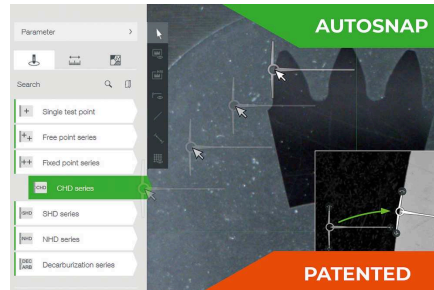 Parameter
AUTOSNAP
Search
Single test point
Free point series
Fixed point series
CHD
CHD series
SHD
SHD series
NHD
NHD series
DEC
CARB
Decarburization series
PATENTED